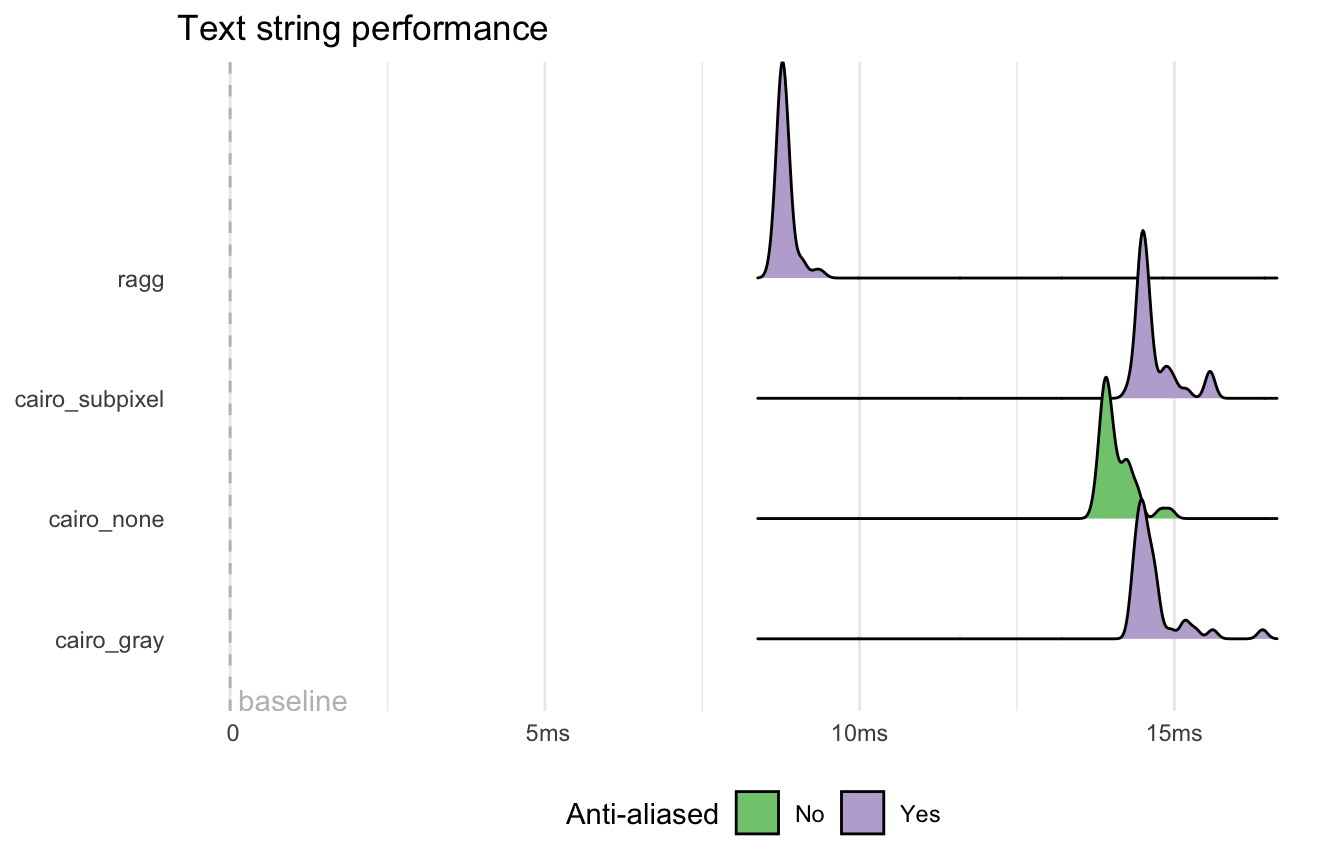 Text string performance
ragg
cairo_subpixel
cairo_none
cairo_gray
baseline
0 5ms 10ms 15ms
Anti-aliased No Yes